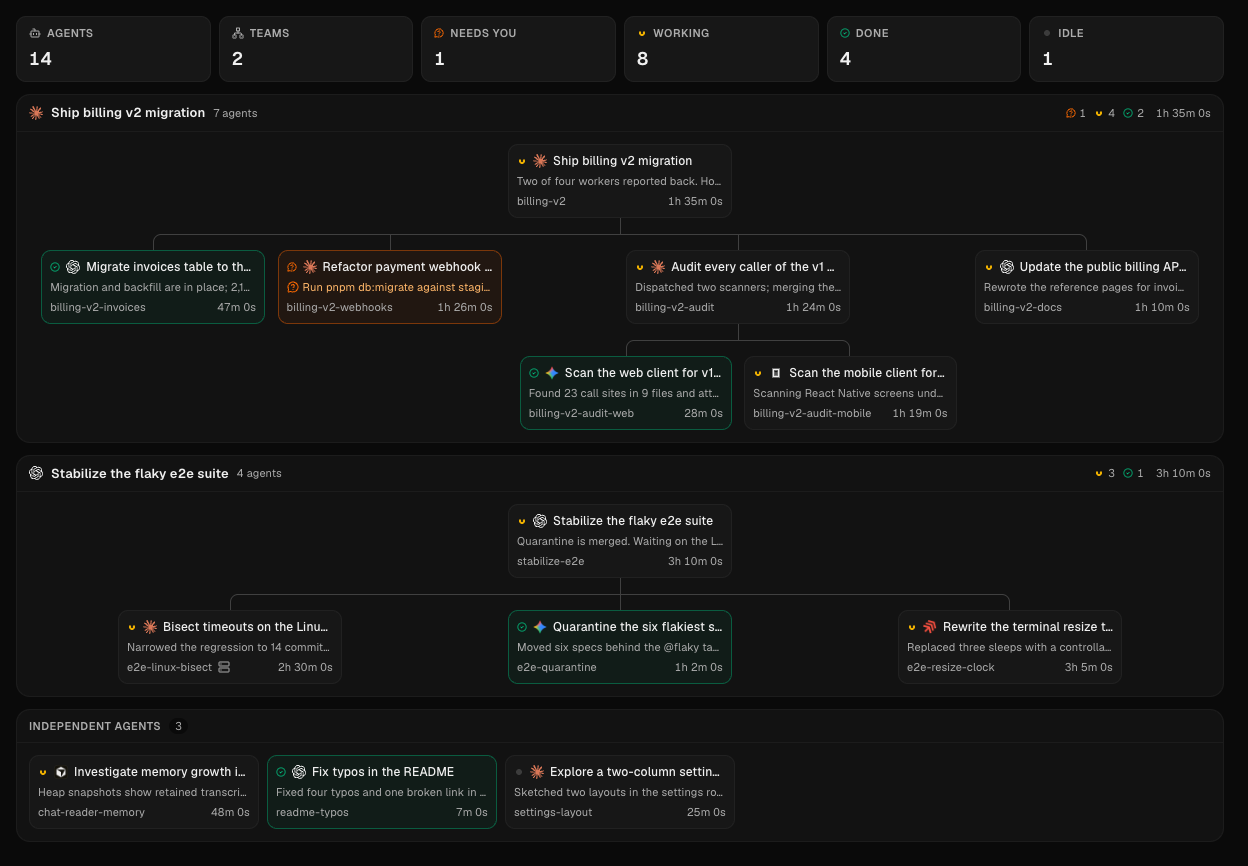 AGENTS
14
TEAMS
2
NEEDS YOU
1
WORKING
8
DONE
4
IDLE
1
Ship billing v2 migration 7 agents
1 4 2 1h 35m 0s
Ship billing v2 migration
Two of four workers reported back. Ho…
billing-v2 1h 35m 0s
Migrate invoices table to th…
Migration and backfill are in place; 2,1…
billing-v2-invoices 47m 0s
Refactor payment webhook …
Run pnpm db:migrate against stagi…
billing-v2-webhooks 1h 26m 0s
Audit every caller of the v1 …
Dispatched two scanners; merging the…
billing-v2-audit 1h 24m 0s
Update the public billing AP…
Rewrote the reference pages for invoi…
billing-v2-docs 1h 10m 0s
Scan the web client for v1…
Found 23 call sites in 9 files and att…
billing-v2-audit-web 28m 0s
Scan the mobile client for…
Scanning React Native screens und…
billing-v2-audit-mobile 1h 19m 0s
Stabilize the flaky e2e suite 4 agents
3 1 3h 10m 0s
Stabilize the flaky e2e suite
Quarantine is merged. Waiting on the L…
stabilize-e2e 3h 10m 0s
Bisect timeouts on the Linu…
Narrowed the regression to 14 commit…
e2e-linux-bisect 2h 30m 0s
Quarantine the six flakiest s…
Moved six specs behind the @flaky ta…
e2e-quarantine 1h 2m 0s
Rewrite the terminal resize t…
Replaced three sleeps with a controlla…
e2e-resize-clock 3h 5m 0s
INDEPENDENT AGENTS 3
Investigate memory growth i…
Heap snapshots show retained transcri…
chat-reader-memory 48m 0s
Fix typos in the README
Fixed four typos and one broken link in …
readme-typos 7m 0s
Explore a two-column settin…
Sketched two layouts in the settings ro…
settings-layout 25m 0s